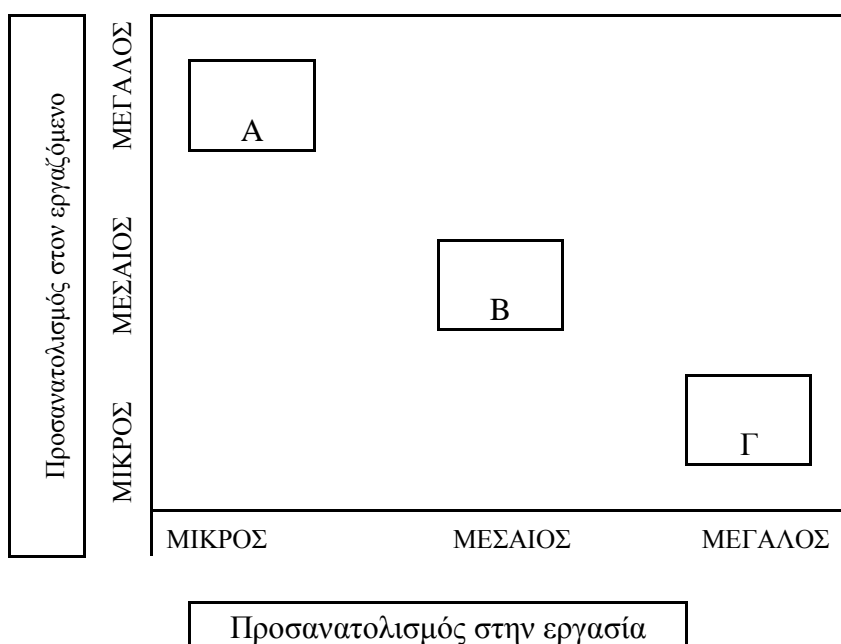 Προσανατολισμός στον εργαζόμενο
ΜΕΓΑΛΟΣ
ΜΕΣΑΙΟΣ
ΜΙΚΡΟΣ
Α
Β
Γ
ΜΙΚΡΟΣ ΜΕΣΑΙΟΣ ΜΕΓΑΛΟΣ
Προσανατολισμός στην εργασία